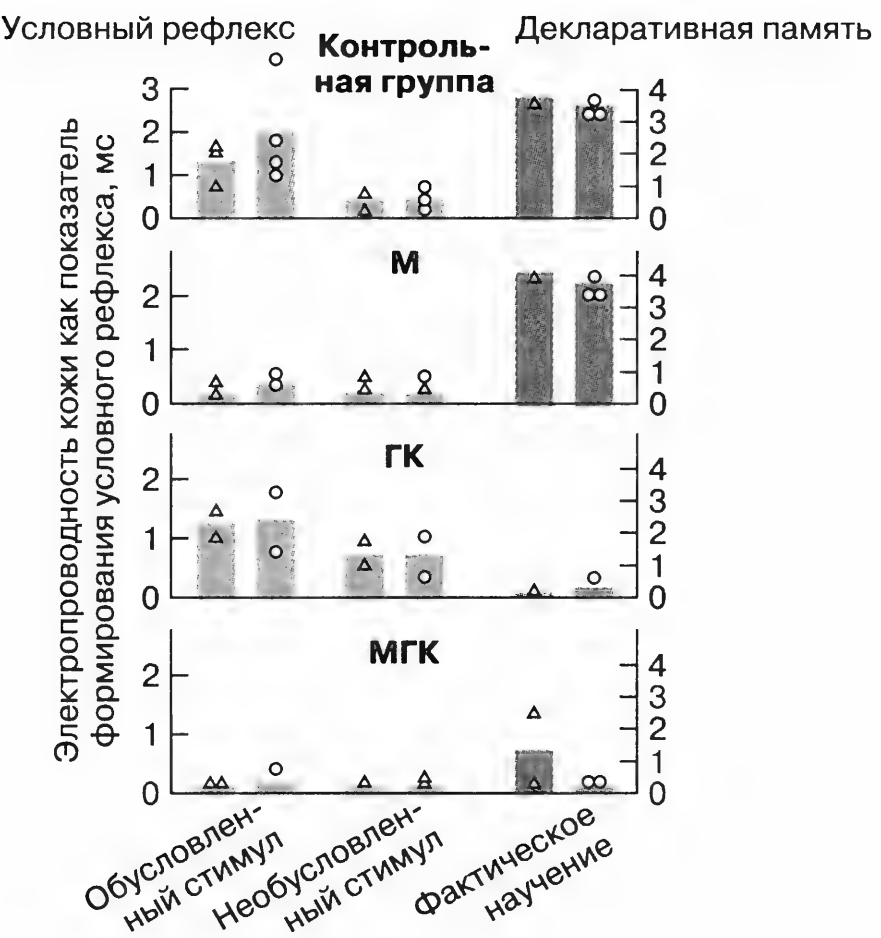 Условный рефлекс
Декларативная память
Контроль-
ная группа
Электропроводность кожи как показатель
формирования условного рефлекса, мс
3
2
1
0
4
3
2
1
0
М
2
1
0
4
3
2
1
0
ГК
2
1
0
4
3
2
1
0
МГК
2
1
0
4
3
2
1
0
Обусловлен-
ный стимул
Необусловлен-
ный стимул
Фактическое
научение